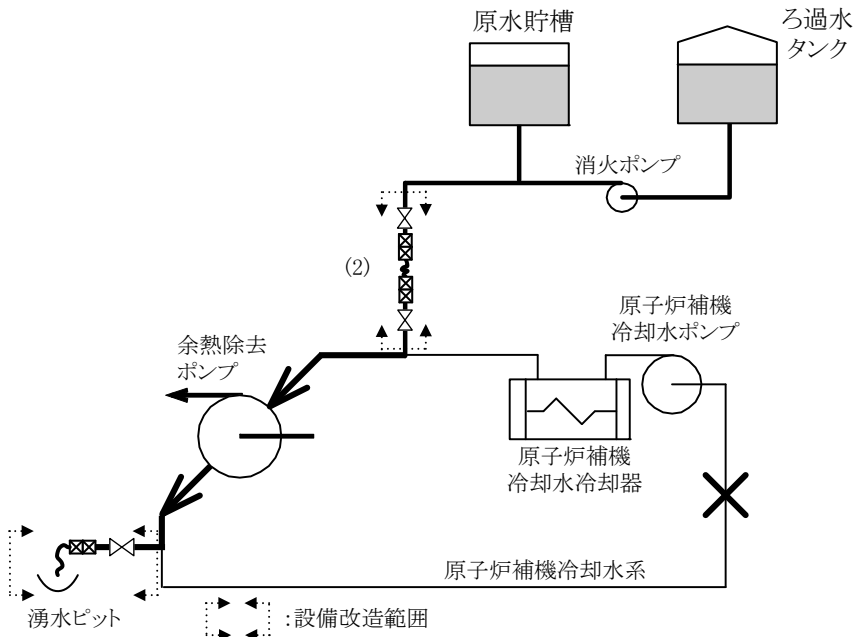 原水貯槽
ろ過水
タンク
消火ポンプ
(2)
原子炉補機
冷却水ポンプ
余熱除去
ポンプ
原子炉補機
冷却水冷却器
原子炉補機冷却水系
湧水ピット
:設備改造範囲